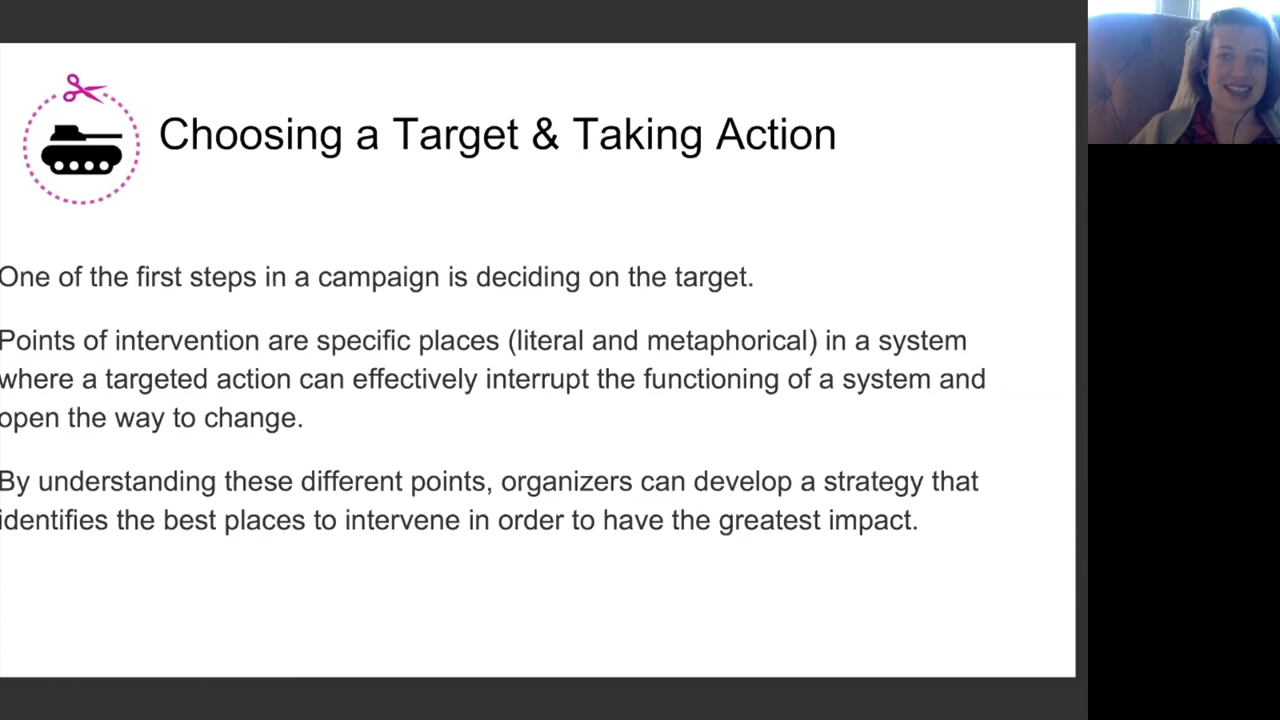 Choosing a Target & Taking Action
One of the first steps in a campaign is deciding on the target.
Points of intervention are specific places (literal and metaphorical) in a system
where a targeted action can effectively interrupt the functioning of a system and
open the way to change.
By understanding these different points, organizers can develop a strategy that
identifies the best places to intervene in order to have the greatest impact.